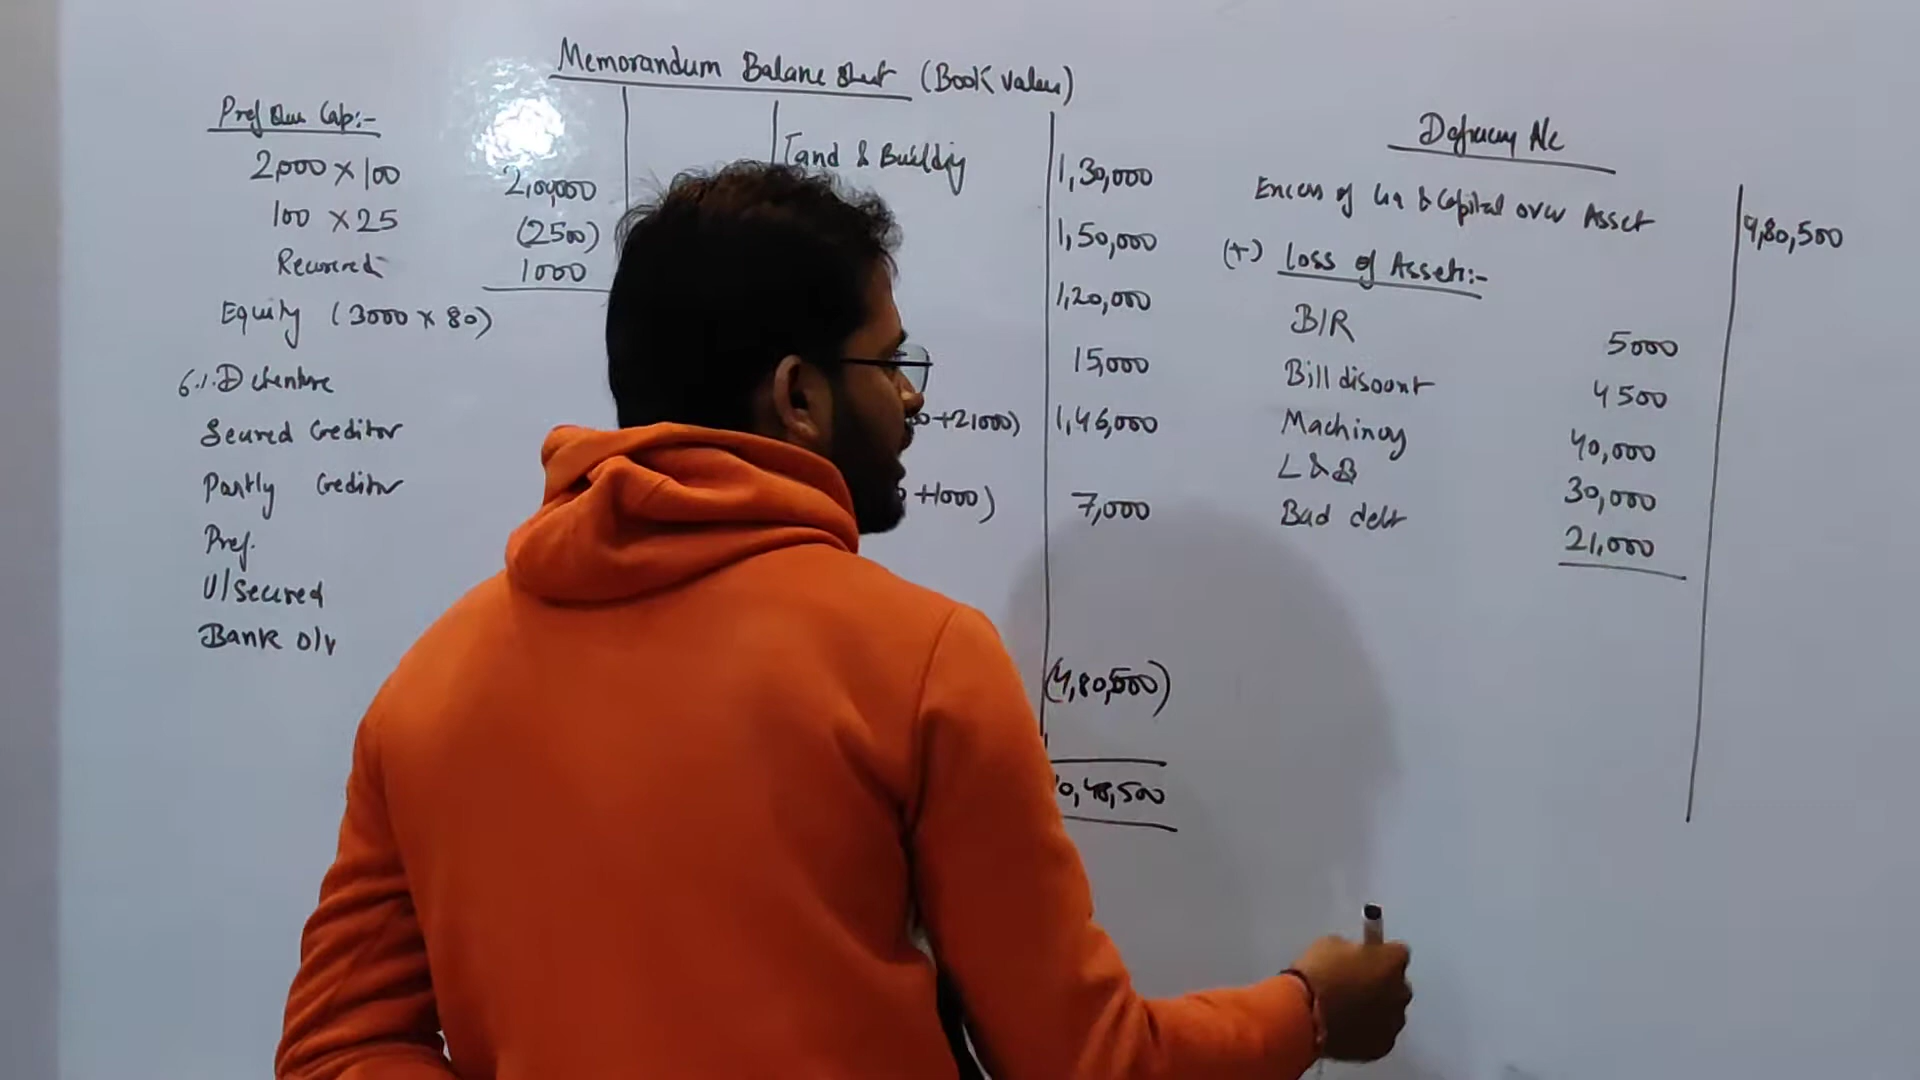 Memorandum Balane Sheet (Book value)
Pref Share Cap:-
2,000 x 100 2,00,000
100 x 25 (2500)
Recovered 1000
Equity (3000 x 80)
6.1. Debenture
Secured Creditor
Partly Creditor
Pref.
U/Secured
Bank O/V
Land & Building 1,30,000
1,50,000
1,20,000
15,000
+21000) 1,46,000
+1000) 7,000
(4,80,500)
0,48,500
Deficiency A/c
Excess of Lia & Capital over Asset 4,80,500
(+) Loss of Assets:-
B/R 5000
Bill discount 4500
Machinery 40,000
L & B 30,000
Bad debt 21,000